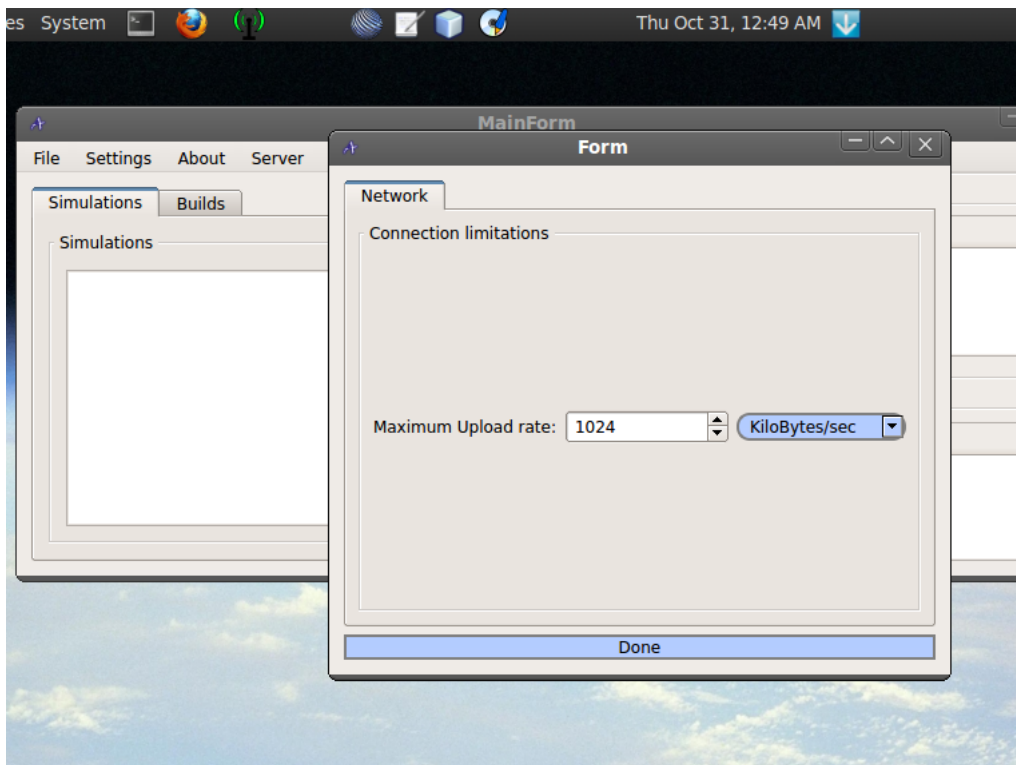 es System
Thu Oct 31, 12:49 AM
MainForm
File Settings About Server
Simulations Builds
Simulations
Form
Network
Connection limitations
Maximum Upload rate: 1024 KiloBytes/sec
Done